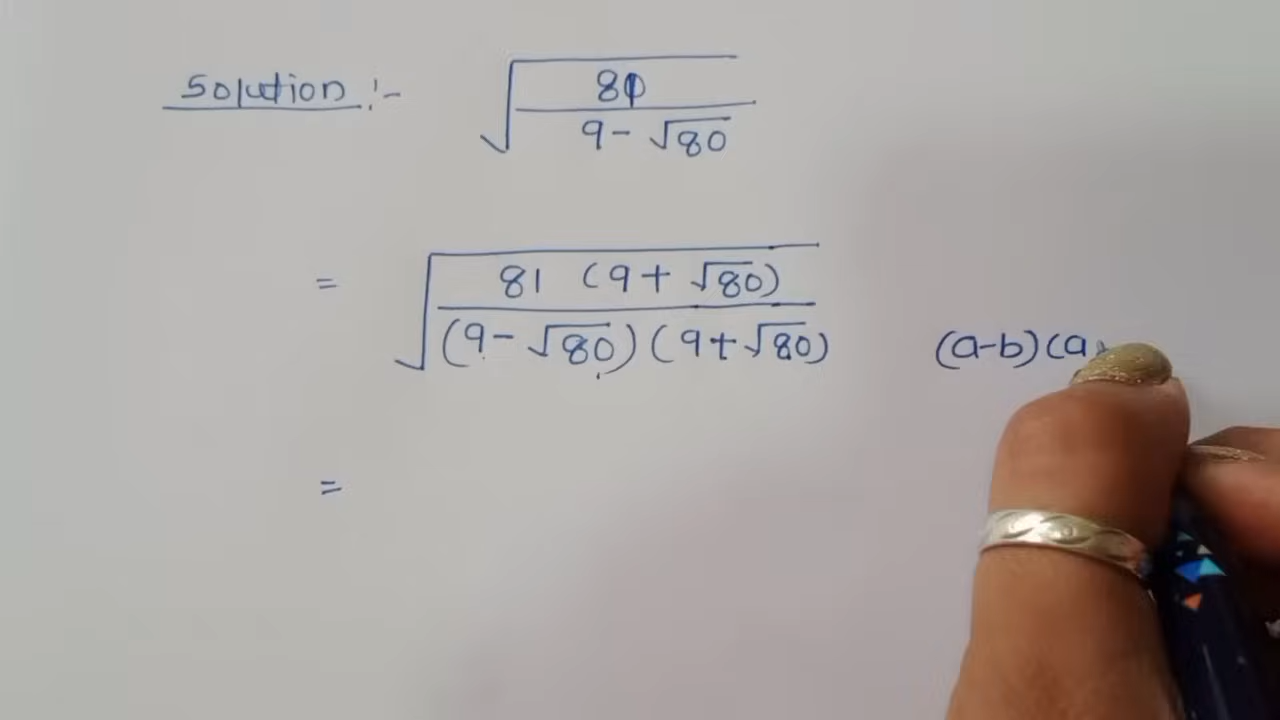 Solution :- √(81/(9-√80))
= √(81 (9+√80)/((9-√80)(9+√80)))
(a-b)(a
=